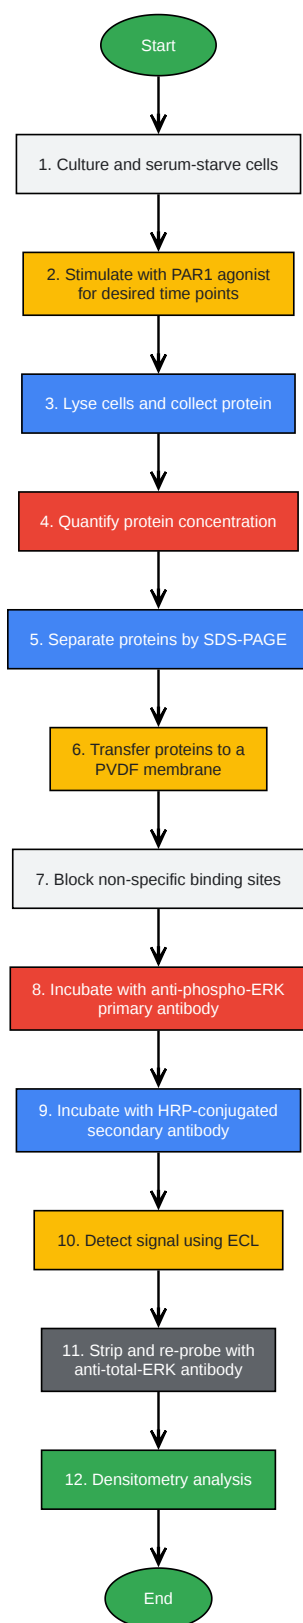 Start
1. Culture and serum-starve cells
2. Stimulate with PAR1 agonist
for desired time points
3. Lyse cells and collect protein
4. Quantify protein concentration
5. Separate proteins by SDS-PAGE
6. Transfer proteins to a
PVDF membrane
7. Block non-specific binding sites
8. Incubate with anti-phospho-ERK
primary antibody
9. Incubate with HRP-conjugated
secondary antibody
10. Detect signal using ECL
11. Strip and re-probe with
anti-total-ERK antibody
12. Densitometry analysis
End